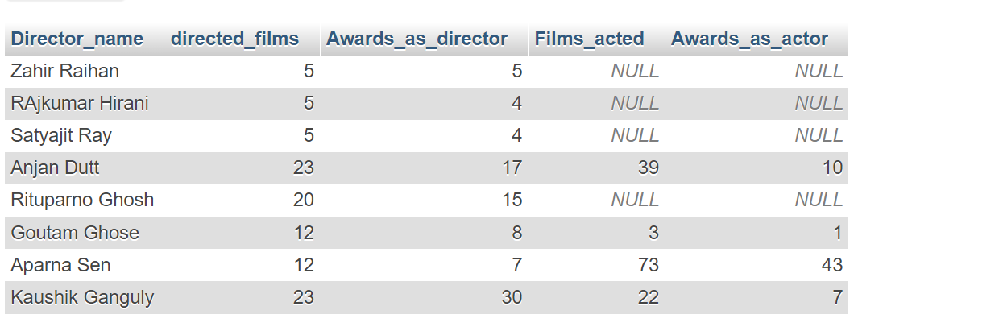 Director_name directed_films Awards_as_director Films_acted Awards_as_actor
Zahir Raihan 5 5 NULL NULL
RAjkumar Hirani 5 4 NULL NULL
Satyajit Ray 5 4 NULL NULL
Anjan Dutt 23 17 39 10
Rituparno Ghosh 20 15 NULL NULL
Goutam Ghose 12 8 3 1
Aparna Sen 12 7 73 43
Kaushik Ganguly 23 30 22 7